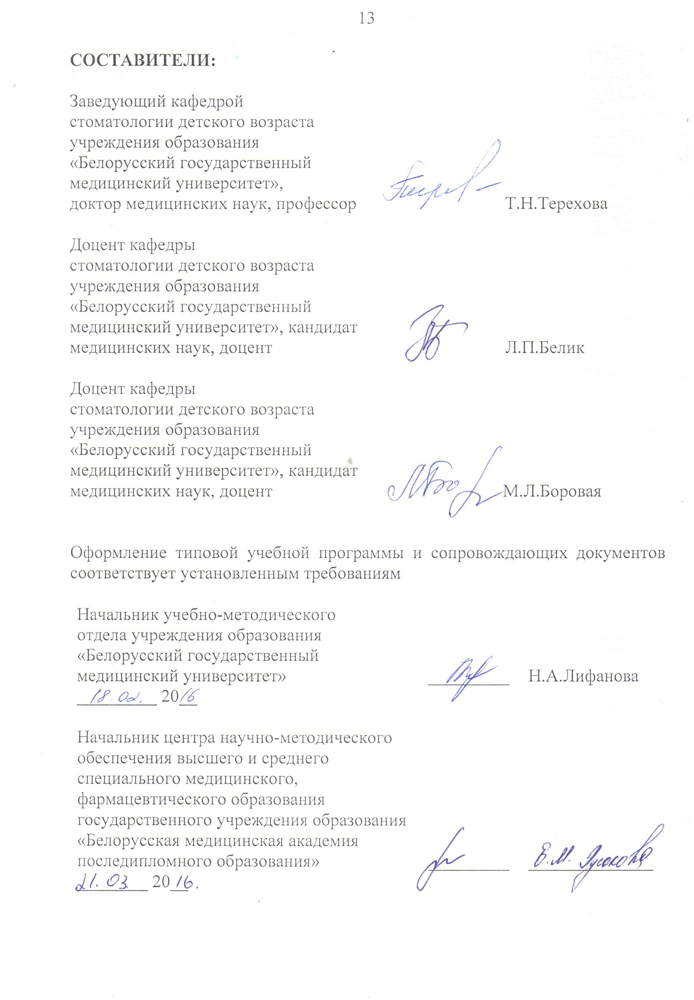 13
СОСТАВИТЕЛИ:
Заведующий кафедрой
стоматологии детского возраста
учреждения образования
«Белорусский государственный
медицинский университет»,
доктор медицинских наук, профессор Т.Н.Терехова
Доцент кафедры
стоматологии детского возраста
учреждения образования
«Белорусский государственный
медицинский университет», кандидат
медицинских наук, доцент Л.П.Белик
Доцент кафедры
стоматологии детского возраста
учреждения образования
«Белорусский государственный
медицинский университет», кандидат
медицинских наук, доцент М.Л.Боровая
Оформление типовой учебной программы и сопровождающих документов
соответствует установленным требованиям
Начальник учебно-методического
отдела учреждения образования
«Белорусский государственный
медицинский университет» Н.А.Лифанова
18.02. 2016
Начальник центра научно-методического
обеспечения высшего и среднего
специального медицинского,
фармацевтического образования
государственного учреждения образования
«Белорусская медицинская академия
последипломного образования» Е.М.
21.03 2016.